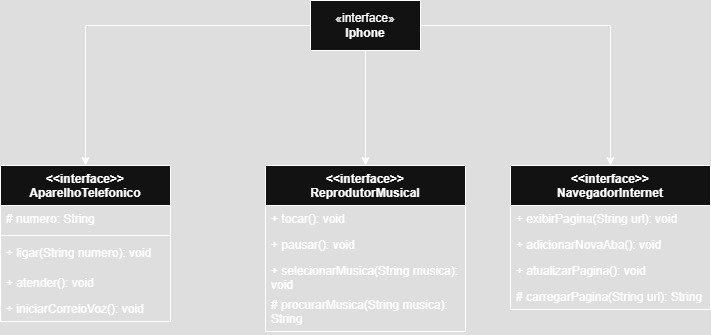 «interface»
Iphone
<<interface>>
AparelhoTelefonico
# numero: String
+ ligar(String numero): void
+ atender(): void
+ iniciarCorreioVoz(): void
<<interface>>
ReprodutorMusical
+ tocar(): void
+ pausar(): void
+ selecionarMusica(String musica):
void
# procurarMusica(String musica):
String
<<interface>>
NavegadorInternet
+ exibirPagina(String url): void
+ adicionarNovaAba(): void
+ atualizarPagina(): void
# carregarPagina(String url): String